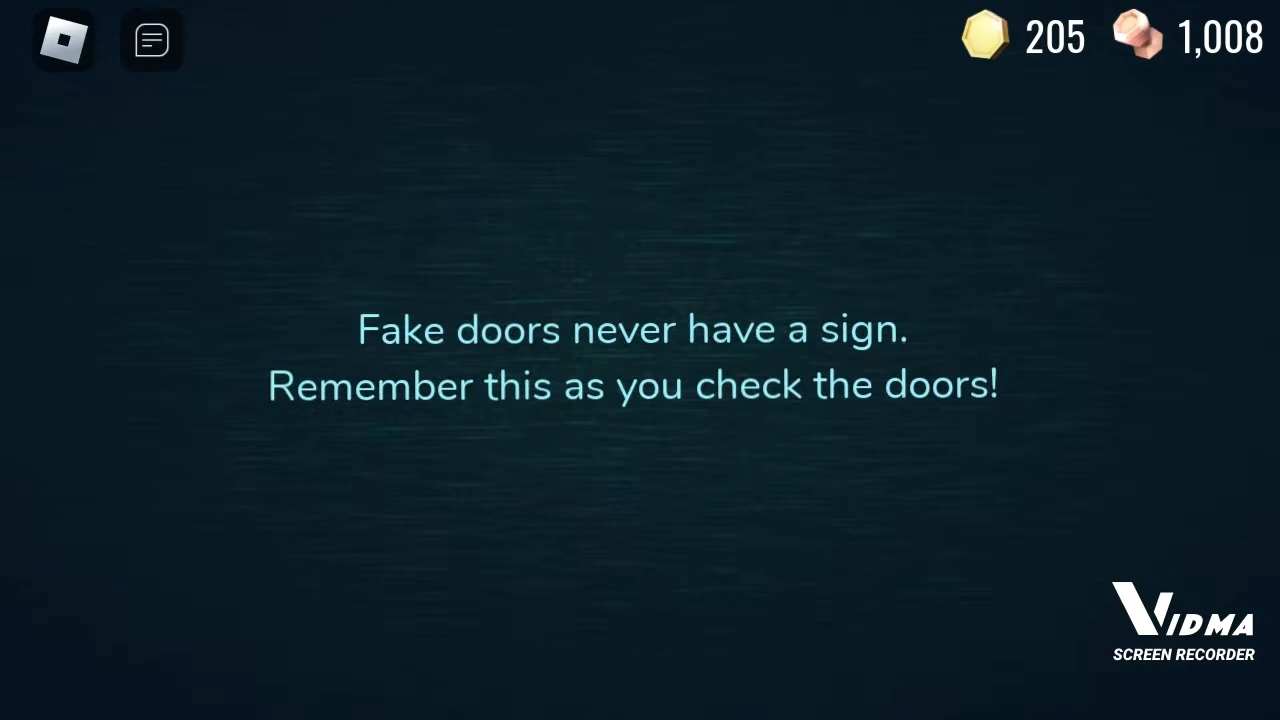 205
1,008
Fake doors never have a sign.
Remember this as you check the doors!
VIDMA
SCREEN RECORDER